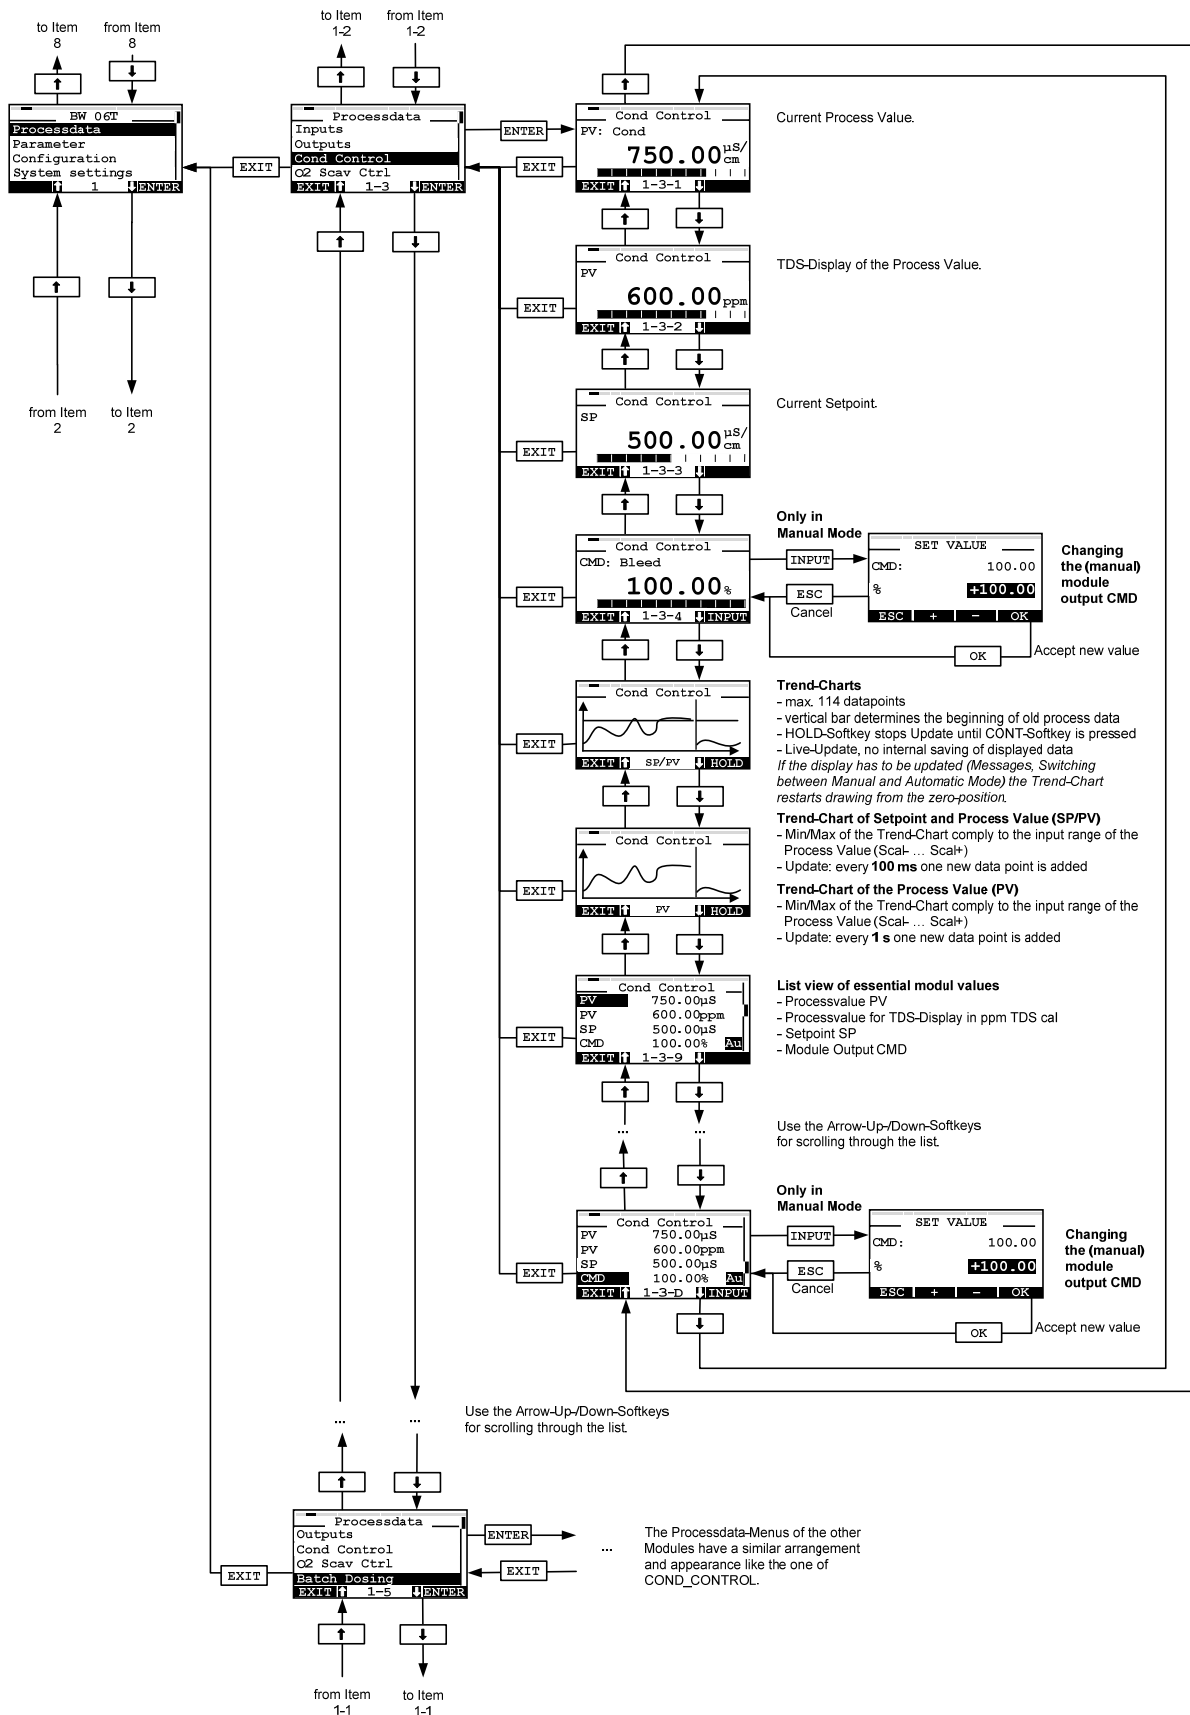 to Item
8
from Item
8
to Item
1-2
from Item
1-2
BW 06T
Processdata
Parameter
Configuration
System settings
1 ENTER
EXIT
Processdata
Inputs
Outputs
Cond Control
O2 Scav Ctrl
EXIT 1-3 ENTER
ENTER
EXIT
Cond Control
PV: Cond
750.00 µS/
cm
EXIT 1-3-1
Current Process Value.
from Item
2
to Item
2
EXIT
Cond Control
PV
600.00 ppm
EXIT 1-3-2
TDS-Display of the Process Value.
EXIT
Cond Control
SP
500.00 µS/
cm
EXIT 1-3-3
Current Setpoint.
EXIT
Cond Control
CMD: Bleed
100.00 %
EXIT 1-3-4 INPUT
Only in
Manual Mode
INPUT
ESC
Cancel
SET VALUE
CMD: 100.00
% +100.00
ESC + - OK
OK
Accept new value
Changing
the (manual)
module
output CMD
EXIT
Cond Control
EXIT SP/PV HOLD
Trend-Charts
- max. 114 datapoints
- vertical bar determines the beginning of old process data
- HOLD-Softkey stops Update until CONT-Softkey is pressed
- Live-Update, no internal saving of displayed data
If the display has to be updated (Messages, Switching
between Manual and Automatic Mode) the Trend-Chart
restarts drawing from the zero-position.
Trend-Chart of Setpoint and Process Value (SP/PV)
- Min/Max of the Trend-Chart comply to the input range of the
Process Value (Scal- ... Scal+)
- Update: every 100 ms one new data point is added
EXIT
Cond Control
EXIT PV HOLD
Trend-Chart of the Process Value (PV)
- Min/Max of the Trend-Chart comply to the input range of the
Process Value (Scal- ... Scal+)
- Update: every 1 s one new data point is added
EXIT
Cond Control
PV 750.00µS
PV 600.00ppm
SP 500.00µS
CMD 100.00% Au
EXIT 1-3-9
List view of essential modul values
- Processvalue PV
- Processvalue for TDS-Display in ppm TDS cal
- Setpoint SP
- Module Output CMD
... ...
Use the Arrow-Up-/Down-Softkeys
for scrolling through the list.
EXIT
Cond Control
PV 750.00µS
PV 600.00ppm
SP 500.00µS
CMD 100.00% Au
EXIT 1-3-D INPUT
Only in
Manual Mode
INPUT
ESC
Cancel
SET VALUE
CMD: 100.00
% +100.00
ESC + - OK
OK
Accept new value
Changing
the (manual)
module
output CMD
... ...
Use the Arrow-Up-/Down-Softkeys
for scrolling through the list.
EXIT
Processdata
Outputs
Cond Control
O2 Scav Ctrl
Batch Dosing
EXIT 1-5 ENTER
ENTER
EXIT
...
The Processdata-Menus of the other
Modules have a similar arrangement
and appearance like the one of
COND_CONTROL.
from Item
1-1
to Item
1-1